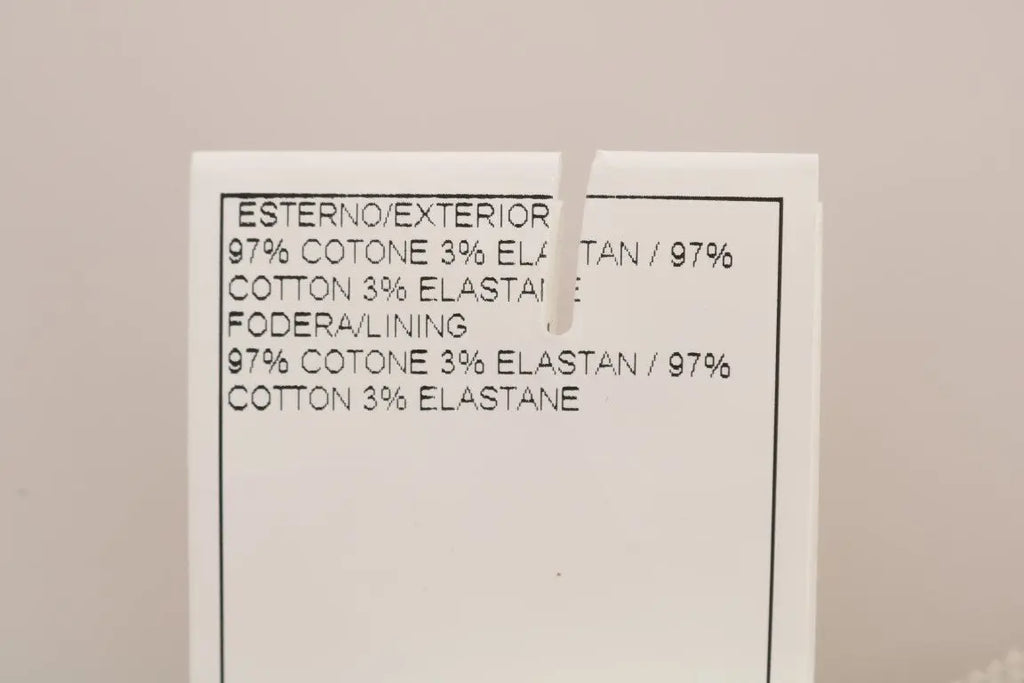 ESTERNO/EXTERIOR
97% COTONE 3% ELASTAN / 97%
COTTON 3% ELASTANE
FODERA/LINING
97% COTONE 3% ELASTAN / 97%
COTTON 3% ELASTANE